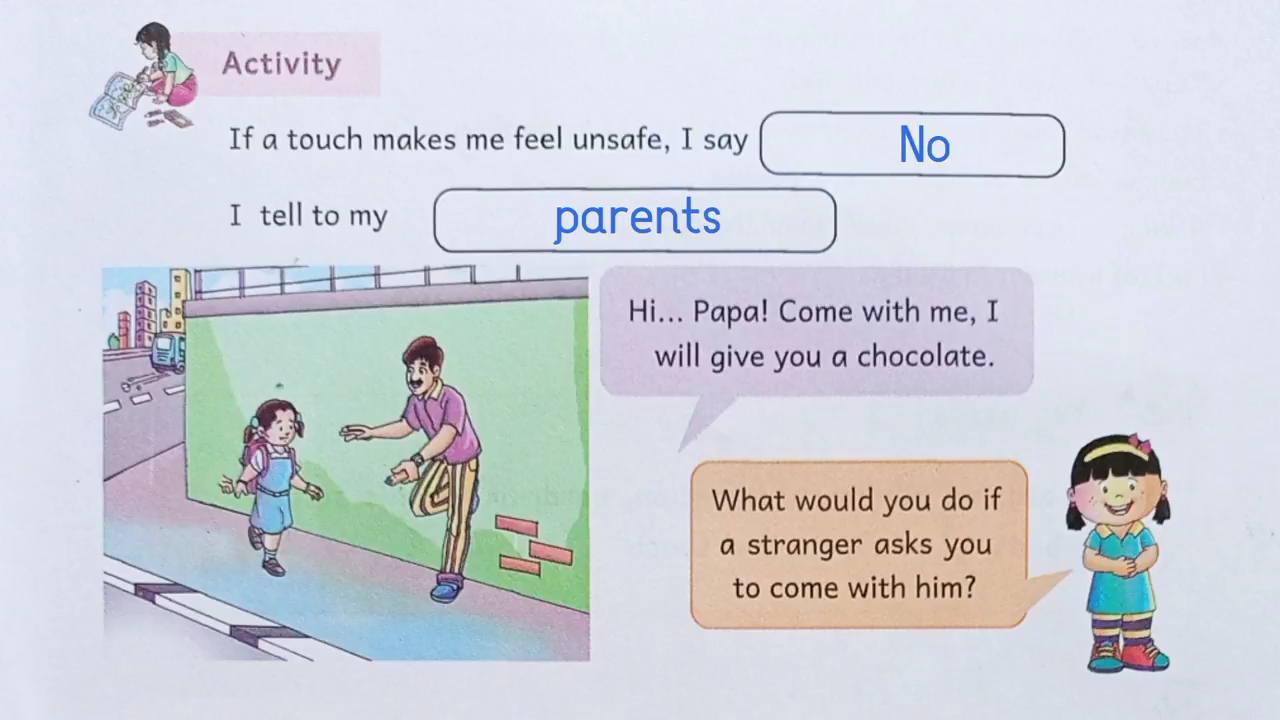 Activity
If a touch makes me feel unsafe, I say No
I tell to my parents
Hi... Papa! Come with me, I
will give you a chocolate.
What would you do if
a stranger asks you
to come with him?